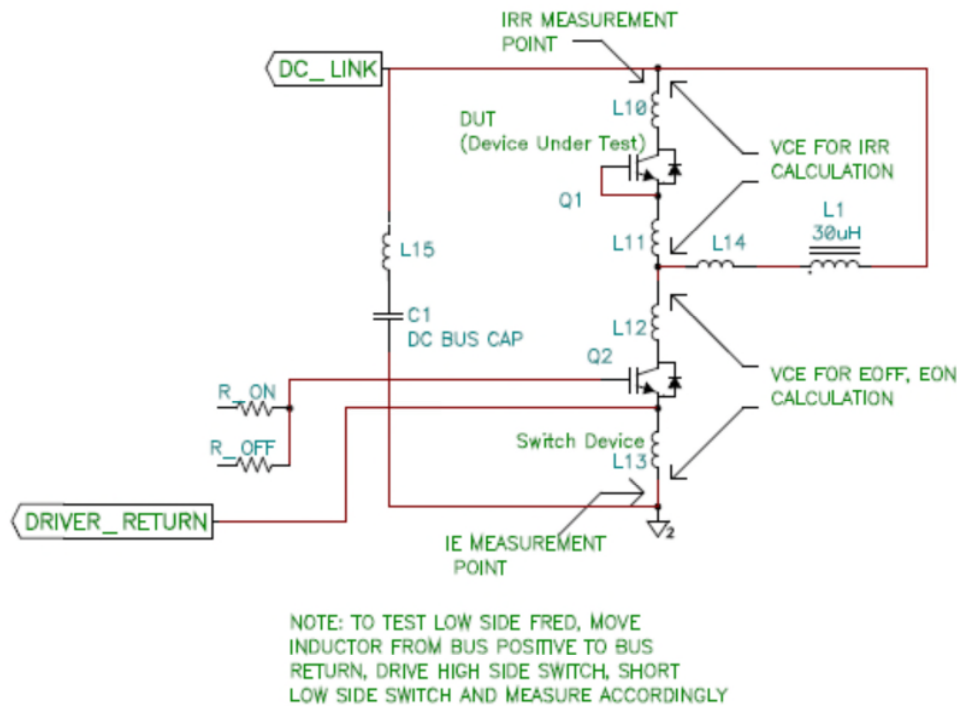 IRR MEASUREMENT
POINT
DC_LINK
L10
DUT
(Device Under Test)
VCE FOR IRR
CALCULATION
Q1
L1
30uH
L11
L14
L15
C1
DC BUS CAP
L12
Q2
R_ON
VCE FOR EOFF, EON
CALCULATION
R_OFF
Switch Device
L13
DRIVER_RETURN
2
IE MEASUREMENT
POINT
NOTE: TO TEST LOW SIDE FRED, MOVE
INDUCTOR FROM BUS POSITIVE TO BUS
RETURN, DRIVE HIGH SIDE SWITCH, SHORT
LOW SIDE SWITCH AND MEASURE ACCORDINGLY